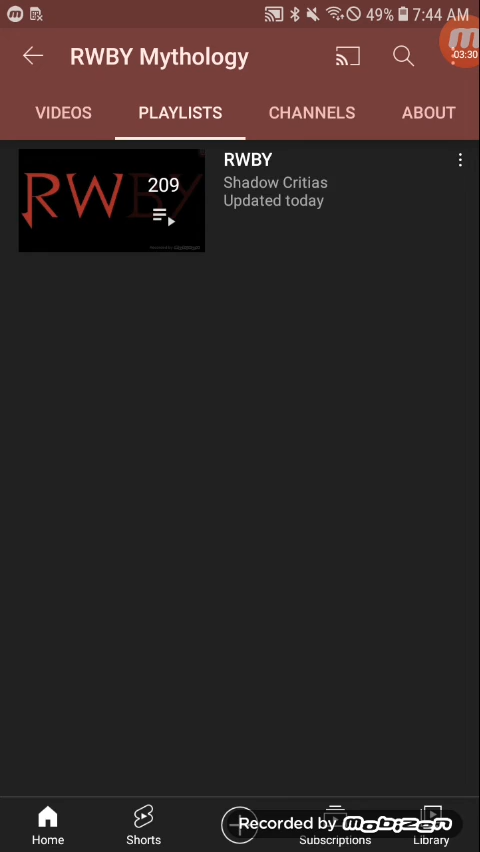 49% 7:44 AM
RWBY Mythology
03:30
VIDEOS PLAYLISTS CHANNELS ABOUT
RWBY
209
RWBY
Shadow Critias
Updated today
Home Shorts Subscriptions Library
Recorded by mobizen